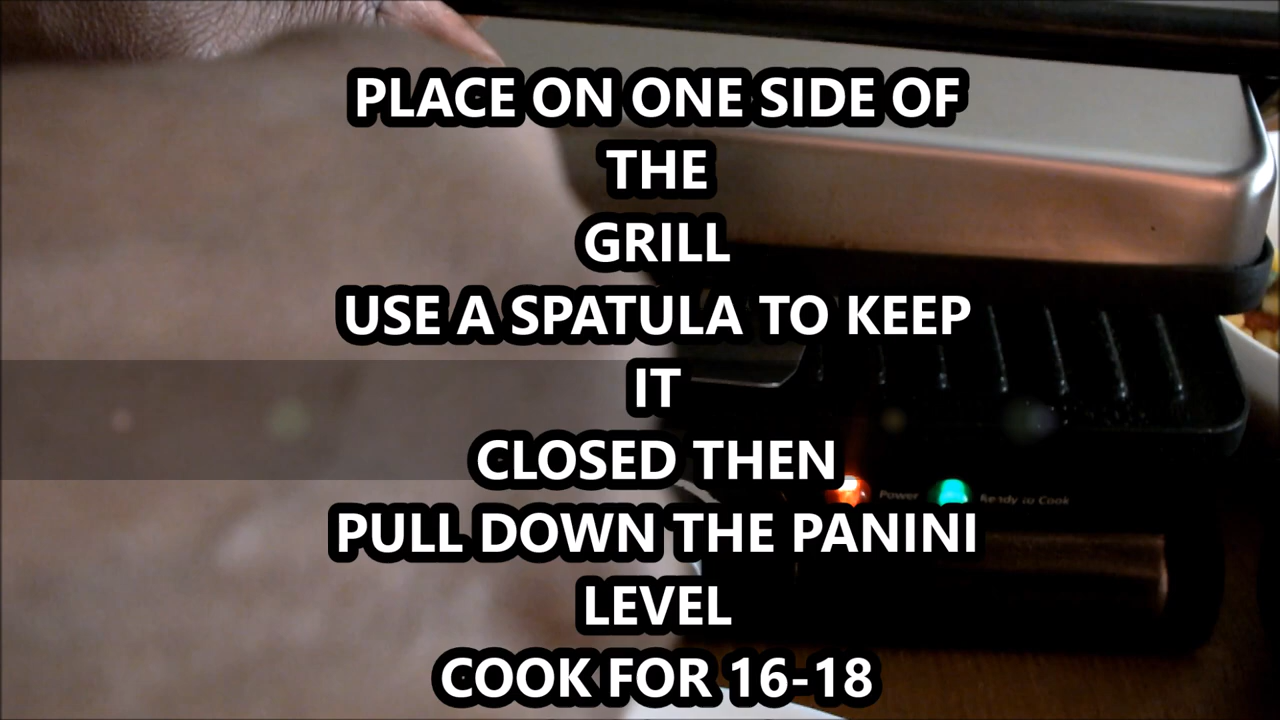 PLACE ON ONE SIDE OF
THE
GRILL
USE A SPATULA TO KEEP
IT
CLOSED THEN
PULL DOWN THE PANINI
LEVEL
COOK FOR 16-18
Power
Ready to Cook